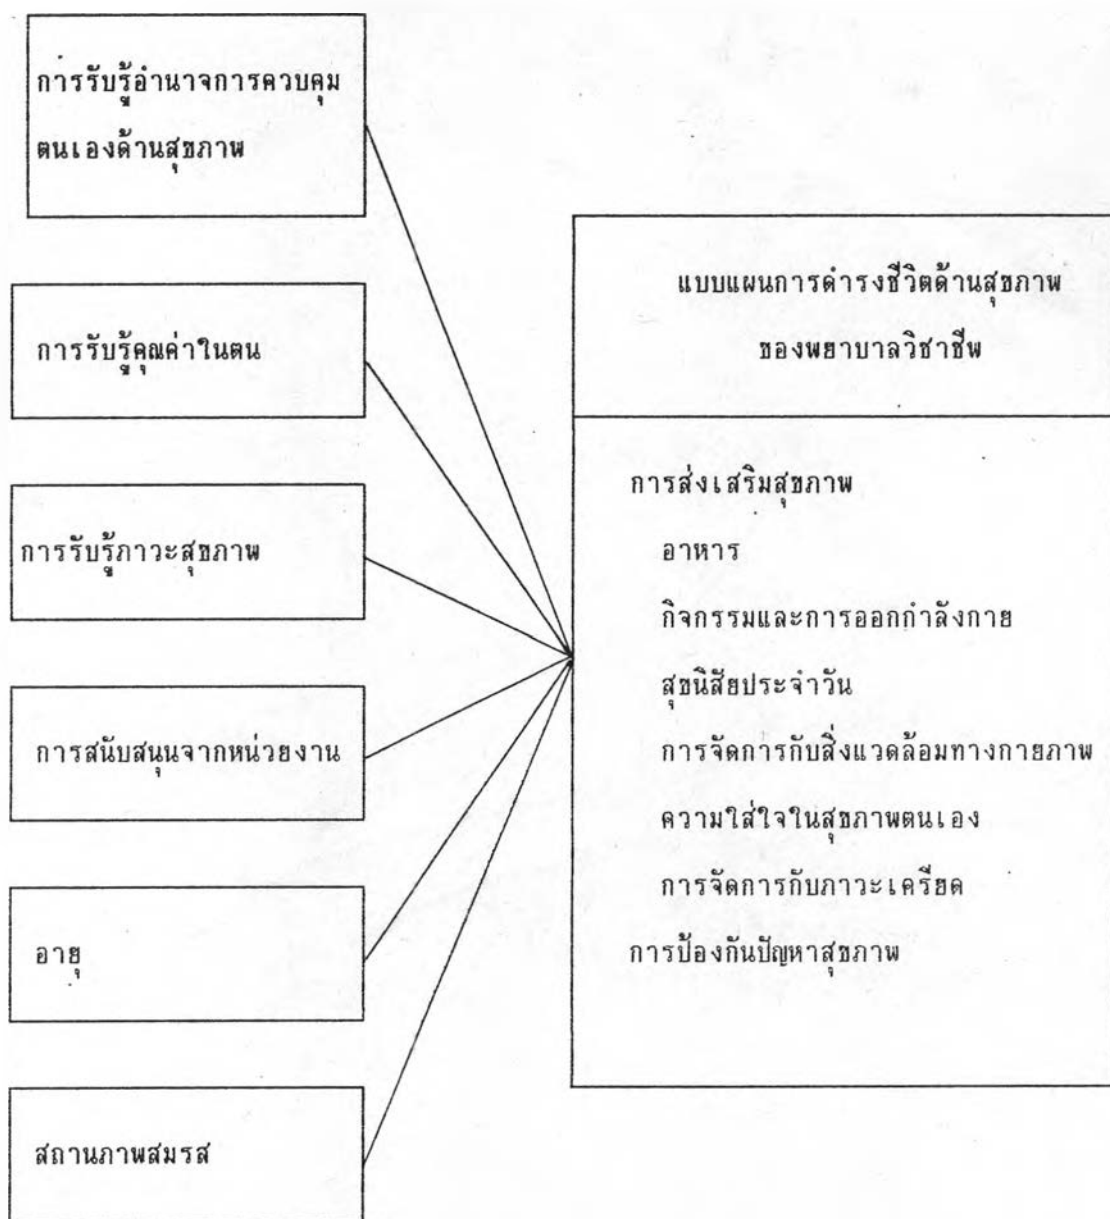 การรับรู้อำนาจการควบคุม
ตนเองด้านสุขภาพ
การรับรู้คุณค่าในตน
การรับรู้ภาวะสุขภาพ
การสนับสนุนจากหน่วยงาน
อายุ
สถานภาพสมรส
แบบแผนการดำรงชีวิตด้านสุขภาพ
ของพยาบาลวิชาชีพ
การส่งเสริมสุขภาพ
อาหาร
กิจกรรมและการออกกำลังกาย
สุขนิสัยประจำวัน
การจัดการกับสิ่งแวดล้อมทางกายภาพ
ความใส่ใจในสุขภาพตนเอง
การจัดการกับภาวะเครียด
การป้องกันปัญหาสุขภาพ